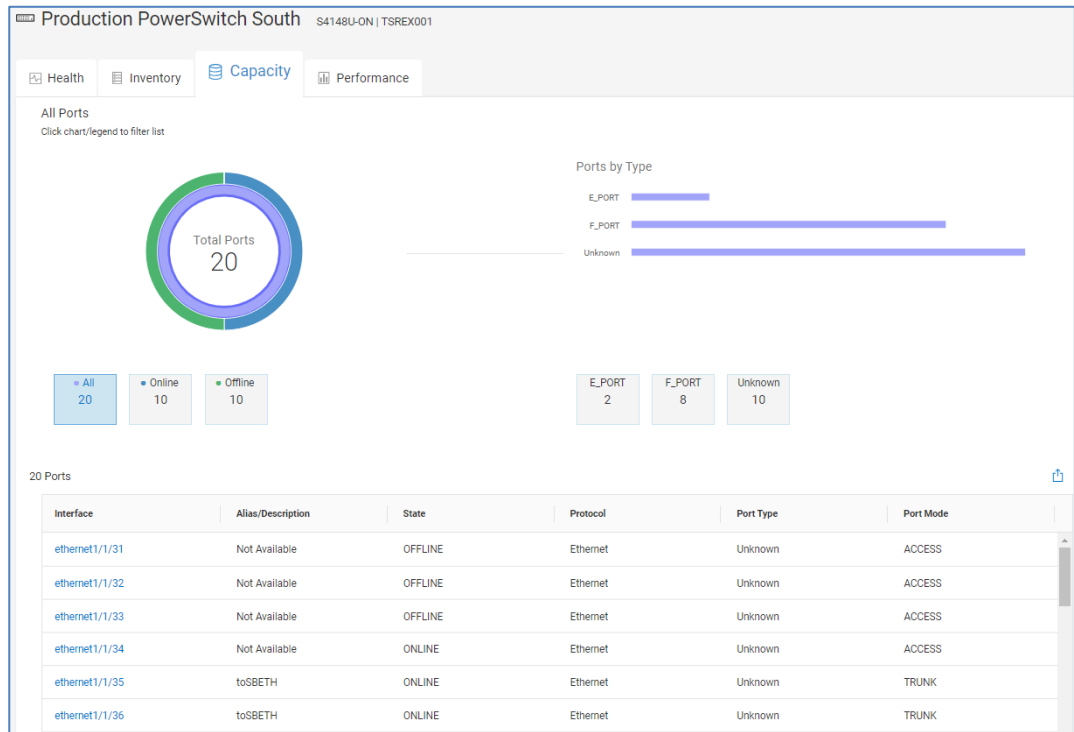 Production PowerSwitch South S4148U-ON | TSREX001
Health Inventory Capacity Performance
All Ports
Click chart/legend to filter list
Total Ports
20
Ports by Type
E_PORT
F_PORT
Unknown
All Online Offline
20 10 10
E_PORT F_PORT Unknown
2 8 10
20 Ports
Interface Alias/Description State Protocol Port Type Port Mode
ethernet1/1/31 Not Available OFFLINE Ethernet Unknown ACCESS
ethernet1/1/32 Not Available OFFLINE Ethernet Unknown ACCESS
ethernet1/1/33 Not Available OFFLINE Ethernet Unknown ACCESS
ethernet1/1/34 Not Available ONLINE Ethernet Unknown ACCESS
ethernet1/1/35 toSBETH ONLINE Ethernet Unknown TRUNK
ethernet1/1/36 toSBETH ONLINE Ethernet Unknown TRUNK